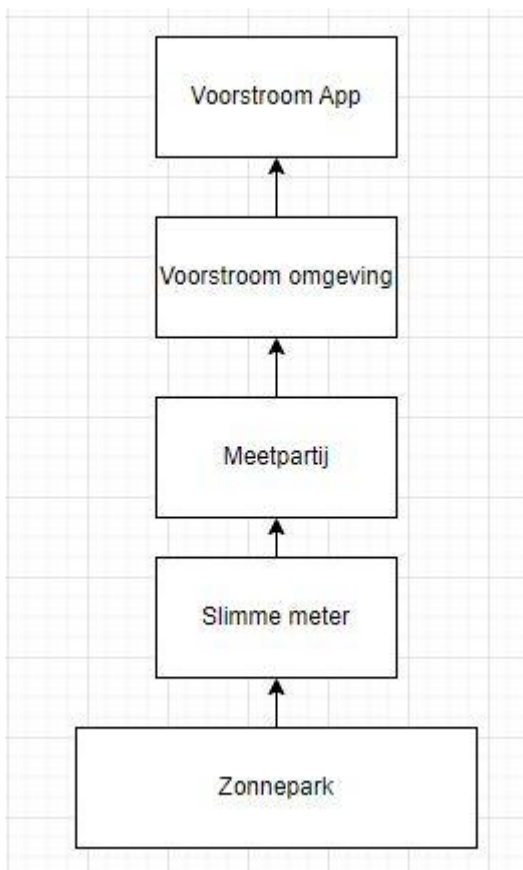 Voorstroom App
Voorstroom omgeving
Meetpartij
Slimme meter
Zonnepark